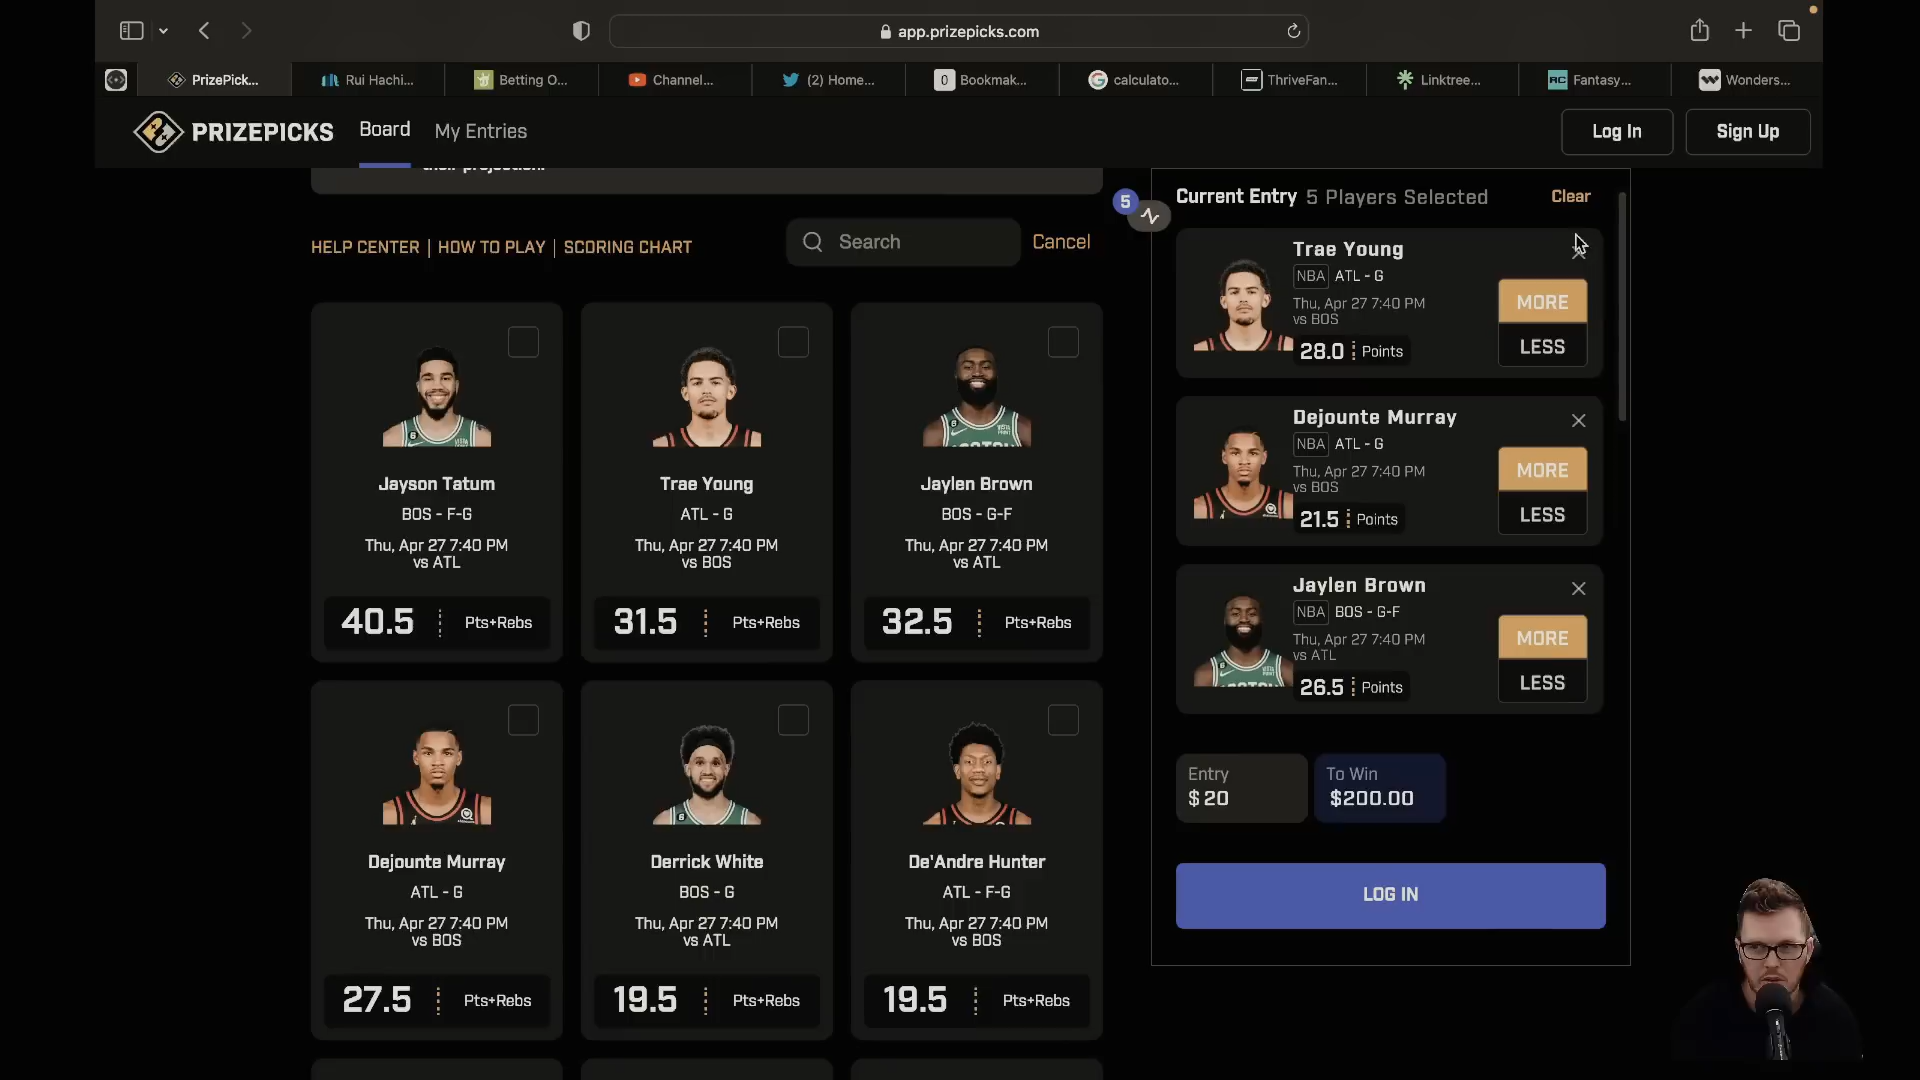 app.prizepicks.com
PrizePick...
Rui Hachi...
Betting O...
Channel...
(2) Home...
0 Bookmak...
calculato...
ThriveFan...
Linktree...
AC Fantasy...
Wonders...
PRIZEPICKS
Board
My Entries
Log In
Sign Up
their projection.
HELP CENTER | HOW TO PLAY | SCORING CHART
Search
Cancel
Jayson Tatum
BOS - F-G
Thu, Apr 27 7:40 PM
vs ATL
40.5 Pts+Rebs
Trae Young
ATL - G
Thu, Apr 27 7:40 PM
vs BOS
31.5 Pts+Rebs
Jaylen Brown
BOS - G-F
Thu, Apr 27 7:40 PM
vs ATL
32.5 Pts+Rebs
Dejounte Murray
ATL - G
Thu, Apr 27 7:40 PM
vs BOS
27.5 Pts+Rebs
Derrick White
BOS - G
Thu, Apr 27 7:40 PM
vs ATL
19.5 Pts+Rebs
De'Andre Hunter
ATL - F-G
Thu, Apr 27 7:40 PM
vs BOS
19.5 Pts+Rebs
5
Current Entry 5 Players Selected
Clear
Trae Young
NBA ATL - G
Thu, Apr 27 7:40 PM
vs BOS
28.0 Points
MORE
LESS
Dejounte Murray
NBA ATL - G
Thu, Apr 27 7:40 PM
vs BOS
21.5 Points
MORE
LESS
Jaylen Brown
NBA BOS - G-F
Thu, Apr 27 7:40 PM
vs ATL
26.5 Points
MORE
LESS
Entry
$ 20
To Win
$200.00
LOG IN